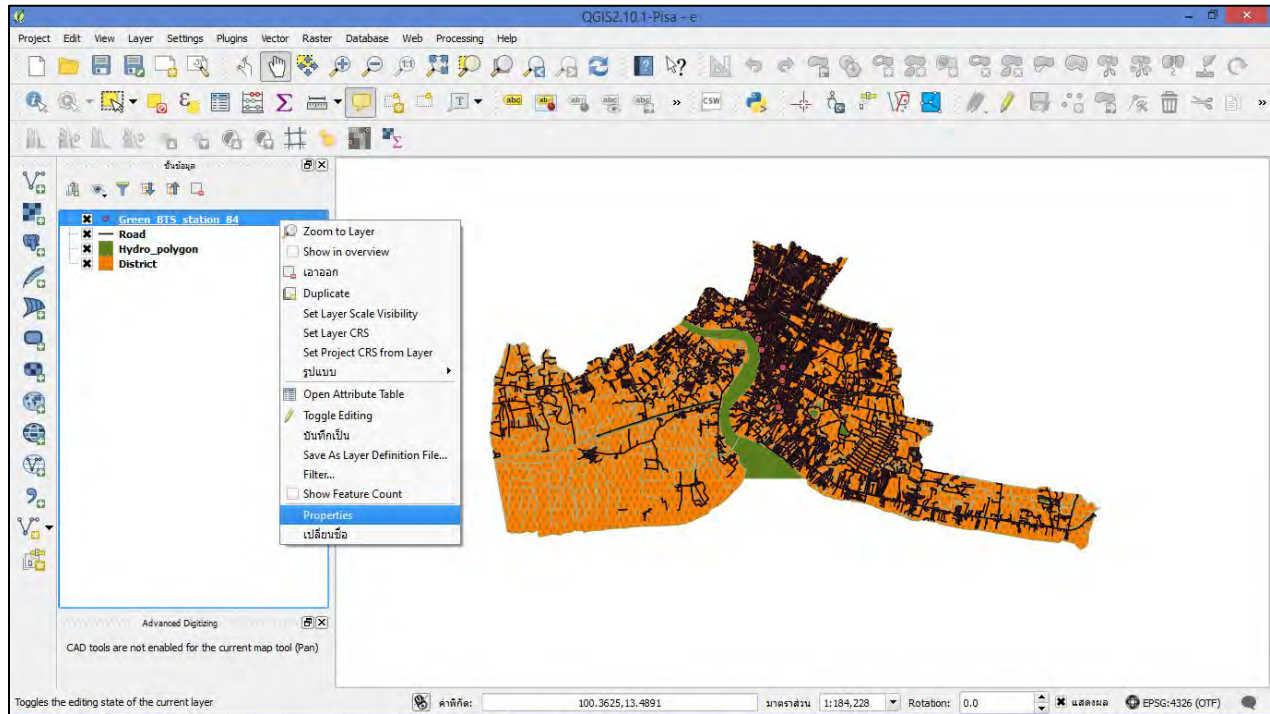 QGIS2.10.1-Pisa - e
Project Edit View Layer Settings Plugins Vector Raster Database Web Processing Help
CSW
ชั้นข้อมูล
Green_BTS_station_84
Road
Hydro_polygon
District
Zoom to Layer
Show in overview
เอาออก
Duplicate
Set Layer Scale Visibility
Set Layer CRS
Set Project CRS from Layer
รูปแบบ
Open Attribute Table
Toggle Editing
บันทึกเป็น
Save As Layer Definition File...
Filter...
Show Feature Count
Properties
เปลี่ยนชื่อ
Advanced Digitizing
CAD tools are not enabled for the current map tool (Pan)
Toggles the editing state of the current layer ค่าพิกัด: 100.3625,13.4891 มาตราส่วน 1:184,228 Rotation: 0.0 แสดงผล EPSG:4326 (OTF)